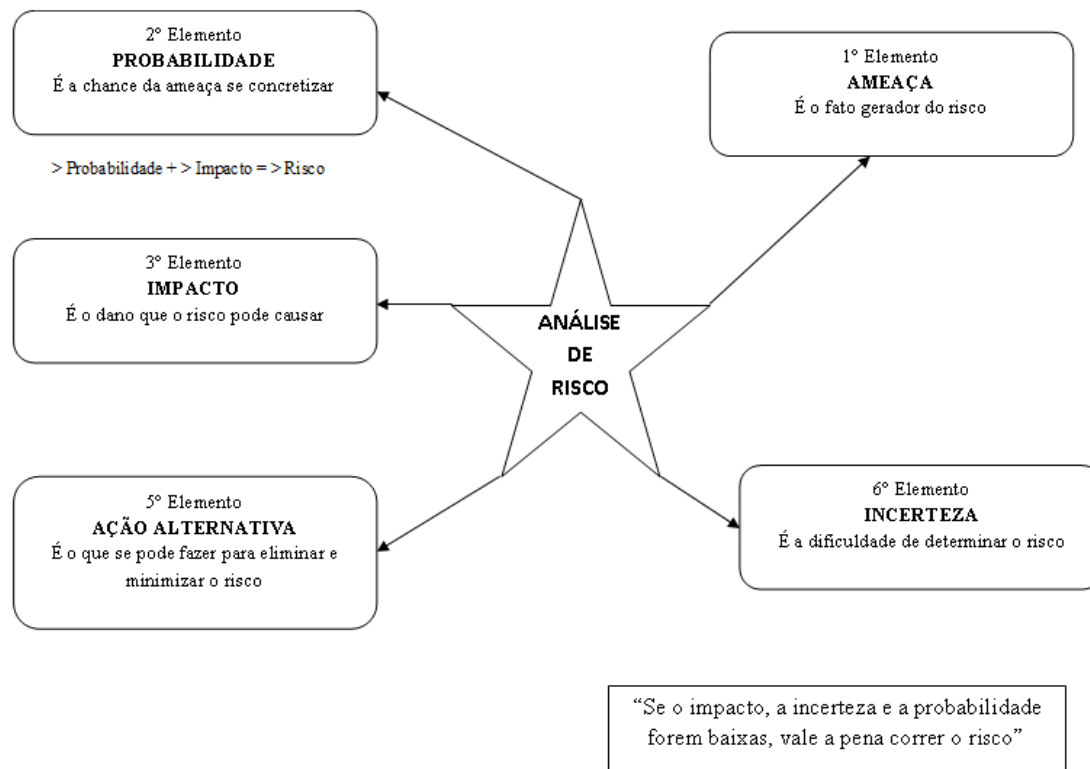 2º Elemento
PROBABILIDADE
É a chance da ameaça se concretizar
1º Elemento
AMEAÇA
É o fato gerador do risco
> Probabilidade + > Impacto = > Risco
3º Elemento
IMPACTO
É o dano que o risco pode causar
ANÁLISE
DE
RISCO
5º Elemento
AÇÃO ALTERNATIVA
É o que se pode fazer para eliminar e
minimizar o risco
6º Elemento
INCERTEZA
É a dificuldade de determinar o risco
“Se o impacto, a incerteza e a probabilidade
forem baixas, vale a pena correr o risco”